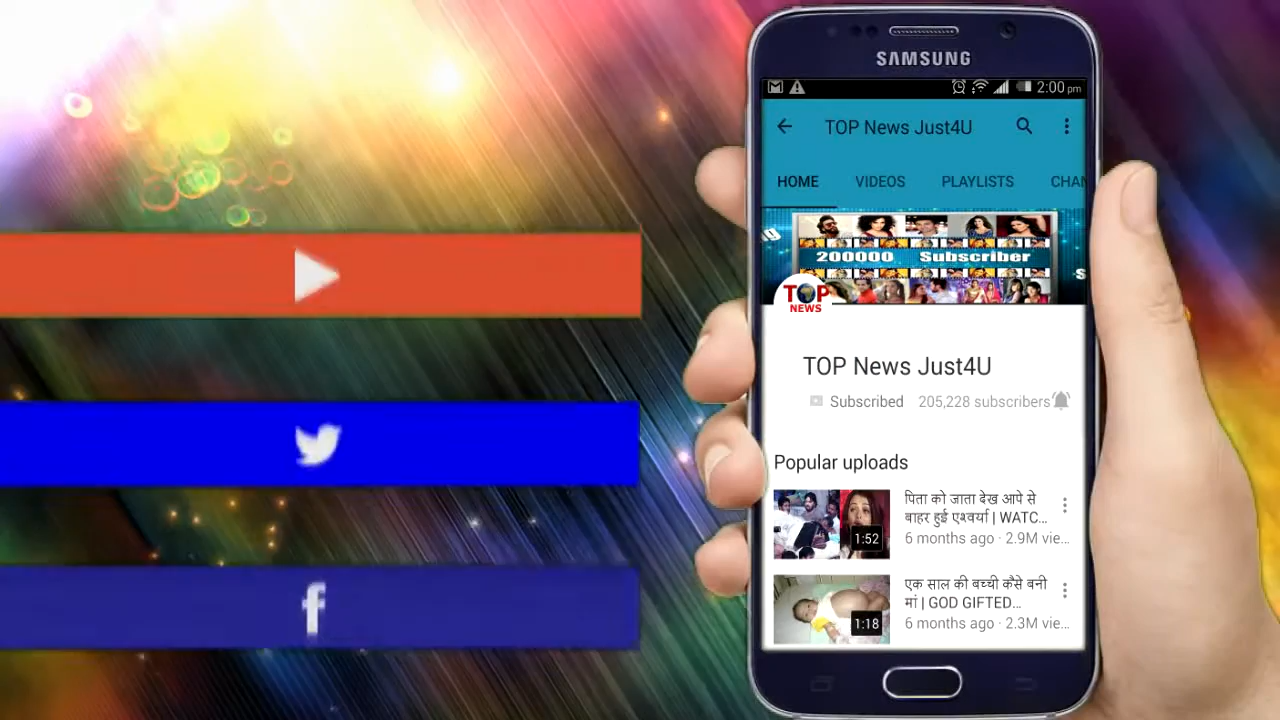 SAMSUNG
2:00 pm
TOP News Just4U
HOME VIDEOS PLAYLISTS CHAN
200000 Subscriber
TOP
NEWS
TOP News Just4U
Subscribed 205,228 subscribers
Popular uploads
पिता को जाता देख आपे से
बाहर हुई एश्वर्या | WATC...
1:52
6 months ago · 2.9M vie...
एक साल की बच्ची कैसे बनी
मां | GOD GIFTED...
1:18
6 months ago · 2.3M vie...